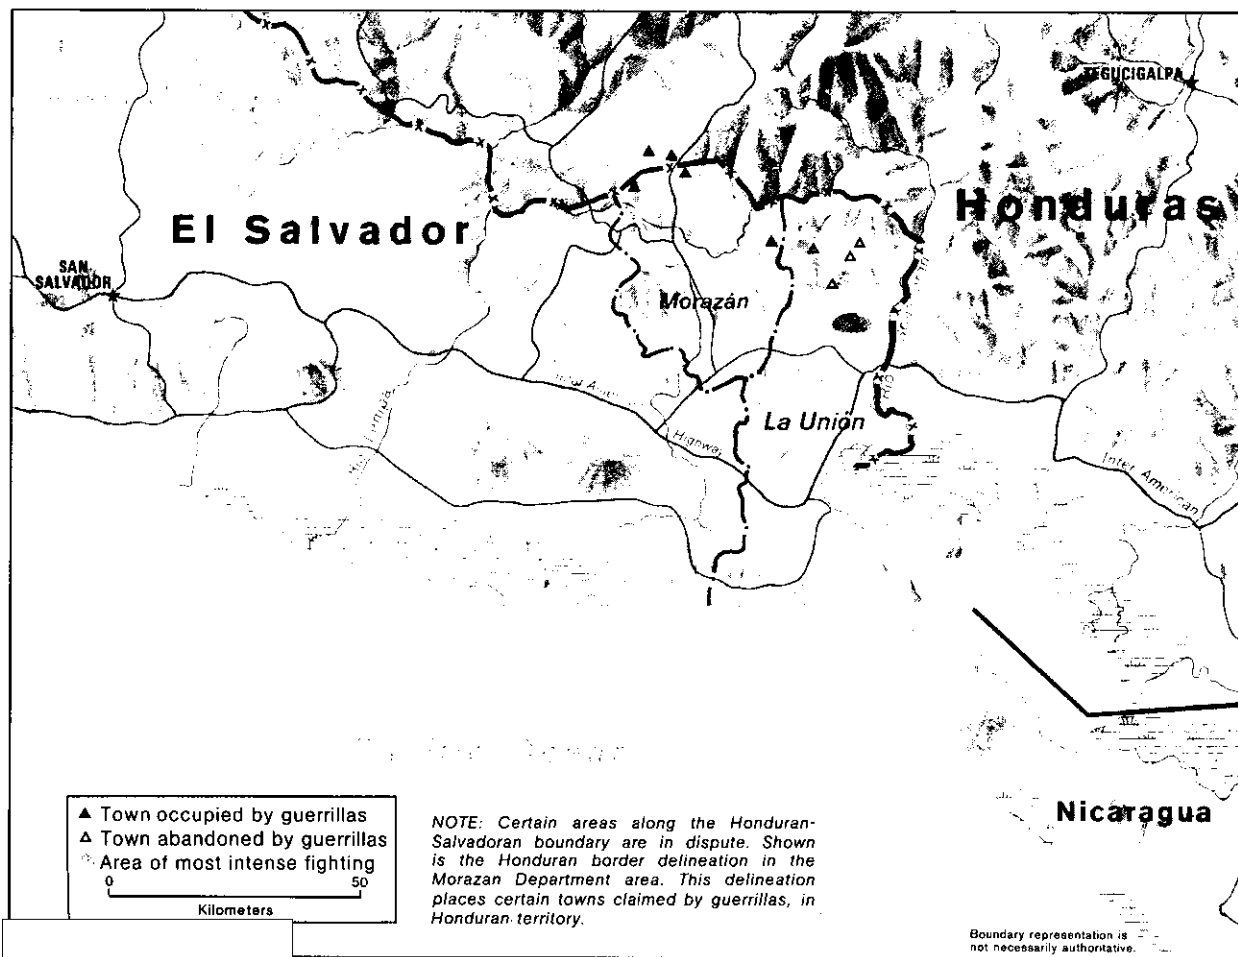 TEGUCIGALPA
Honduras
El Salvador
SAN
SALVADOR
Morazán
La Unión
Highway
Inter American
Nicaragua
Town occupied by guerrillas
Town abandoned by guerrillas
Area of most intense fighting
0 50
Kilometers
NOTE: Certain areas along the Honduran-
Salvadoran boundary are in dispute. Shown
is the Honduran border delineation in the
Morazan Department area. This delineation
places certain towns claimed by guerrillas, in
Honduran territory.
Boundary representation is
not necessarily authoritative.